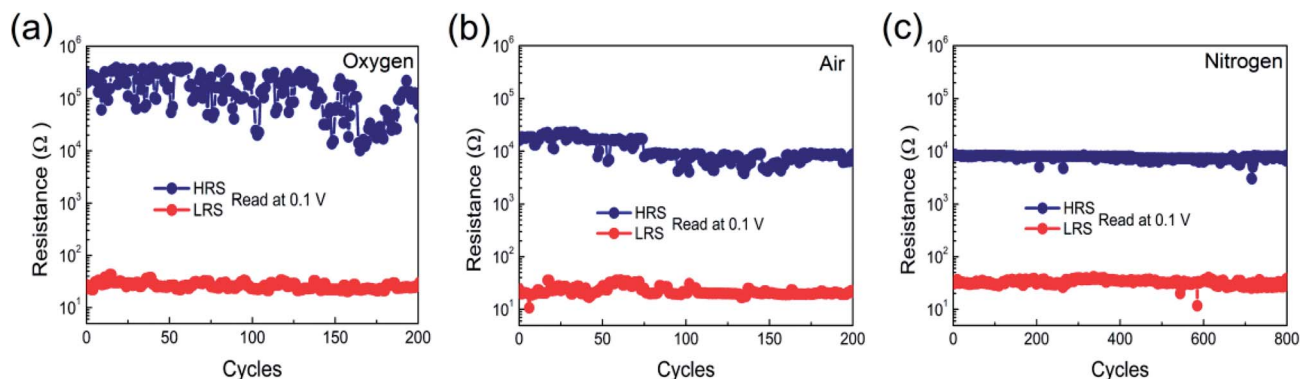 (a)
Oxygen
Resistance (Ω)
10^6
10^5
10^4
10^3
10^2
10^1
HRS
LRS
Read at 0.1 V
0 50 100 150 200
Cycles
(b)
Air
Resistance (Ω)
10^6
10^5
10^4
10^3
10^2
10^1
HRS
LRS
Read at 0.1 V
0 50 100 150 200
Cycles
(c)
Nitrogen
Resistance (Ω)
10^6
10^5
10^4
10^3
10^2
10^1
HRS
LRS
Read at 0.1 V
0 200 400 600 800
Cycles